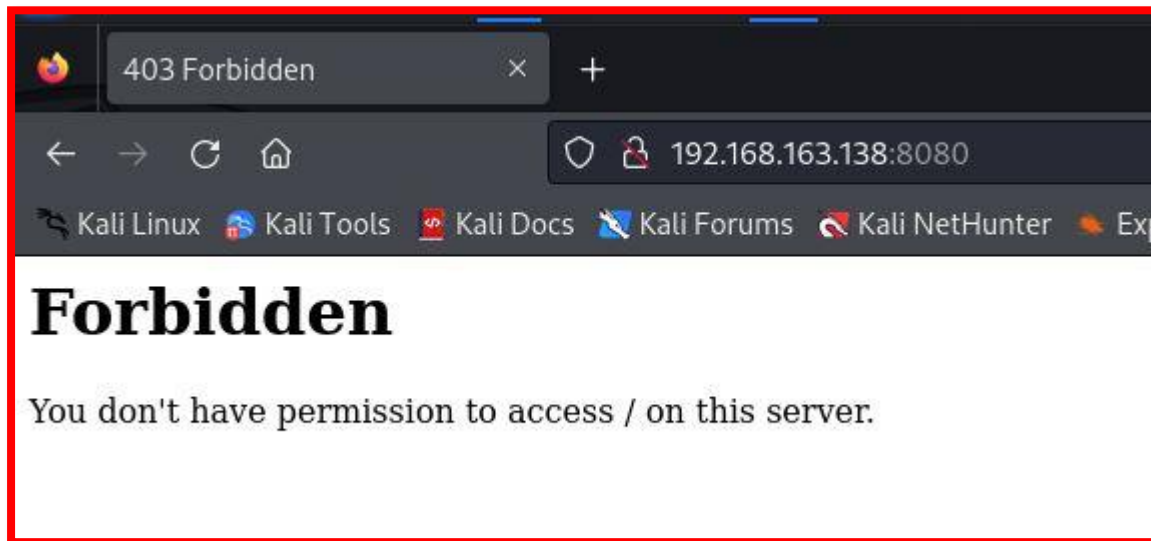 403 Forbidden
192.168.163.138:8080
Kali Linux Kali Tools Kali Docs Kali Forums Kali NetHunter Exp
Forbidden
You don't have permission to access / on this server.